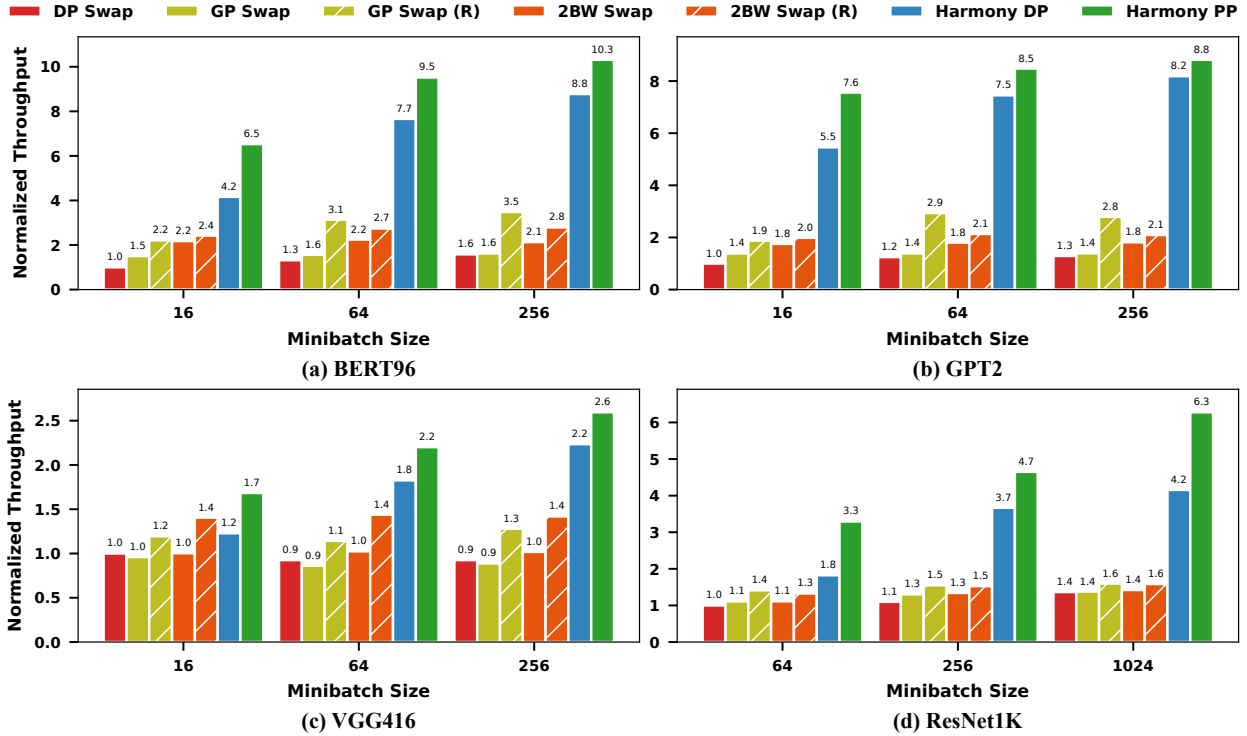 DP Swap GP Swap GP Swap (R) 2BW Swap 2BW Swap (R) Harmony DP Harmony PP
Normalized Throughput
10
8
6
4
2
0
1.0 1.5 2.2 2.2 2.4 4.2 6.5
1.3 1.6 3.1 2.2 2.7 7.7 9.5
1.6 1.6 3.5 2.1 2.8 8.8 10.3
16 64 256
Minibatch Size
(a) BERT96
8
6
4
2
0
1.0 1.4 1.9 1.8 2.0 5.5 7.6
1.2 1.4 2.9 1.8 2.1 7.5 8.5
1.3 1.4 2.8 1.8 2.1 8.2 8.8
16 64 256
Minibatch Size
(b) GPT2
Normalized Throughput
2.5
2.0
1.5
1.0
0.5
0.0
1.0 1.0 1.2 1.0 1.4 1.2 1.7
0.9 0.9 1.1 1.0 1.4 1.8 2.2
0.9 0.9 1.3 1.0 1.4 2.2 2.6
16 64 256
Minibatch Size
(c) VGG416
6
5
4
3
2
1
0
1.0 1.1 1.4 1.1 1.3 1.8 3.3
1.1 1.3 1.5 1.3 1.5 3.7 4.7
1.4 1.4 1.6 1.4 1.6 4.2 6.3
64 256 1024
Minibatch Size
(d) ResNet1K